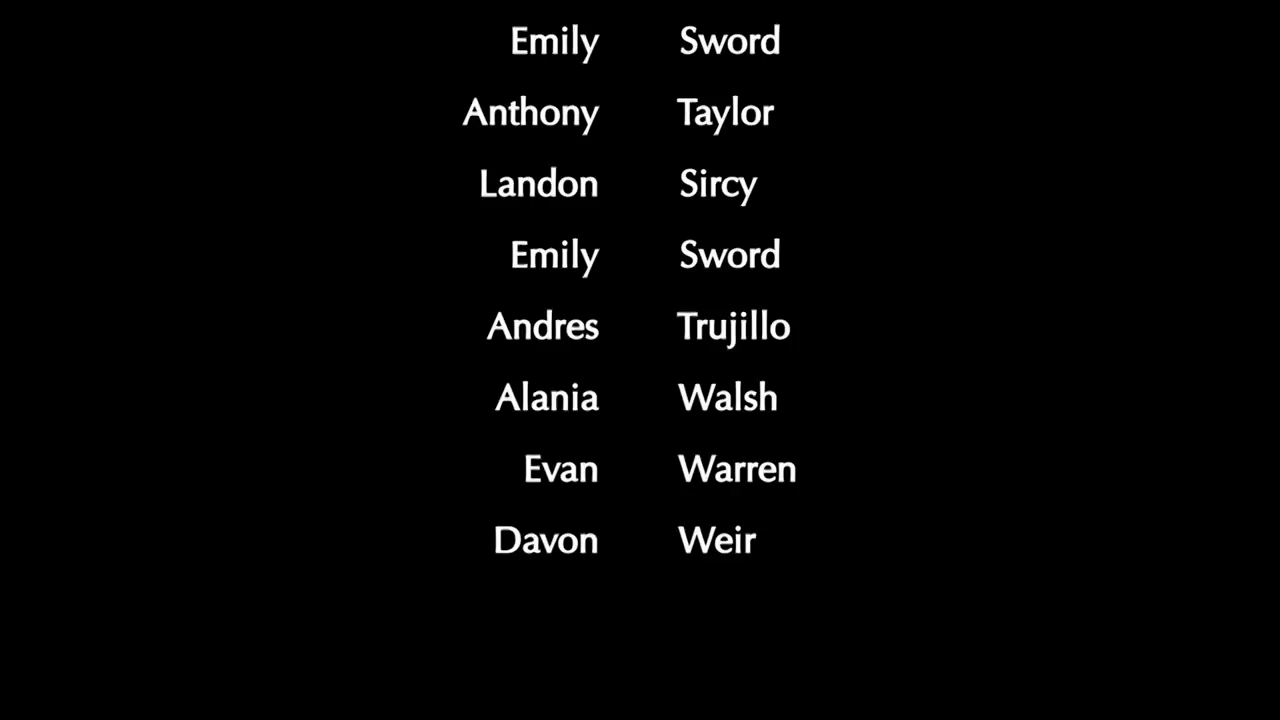 Emily Sword
Anthony Taylor
Landon Sircy
Emily Sword
Andres Trujillo
Alania Walsh
Evan Warren
Davon Weir